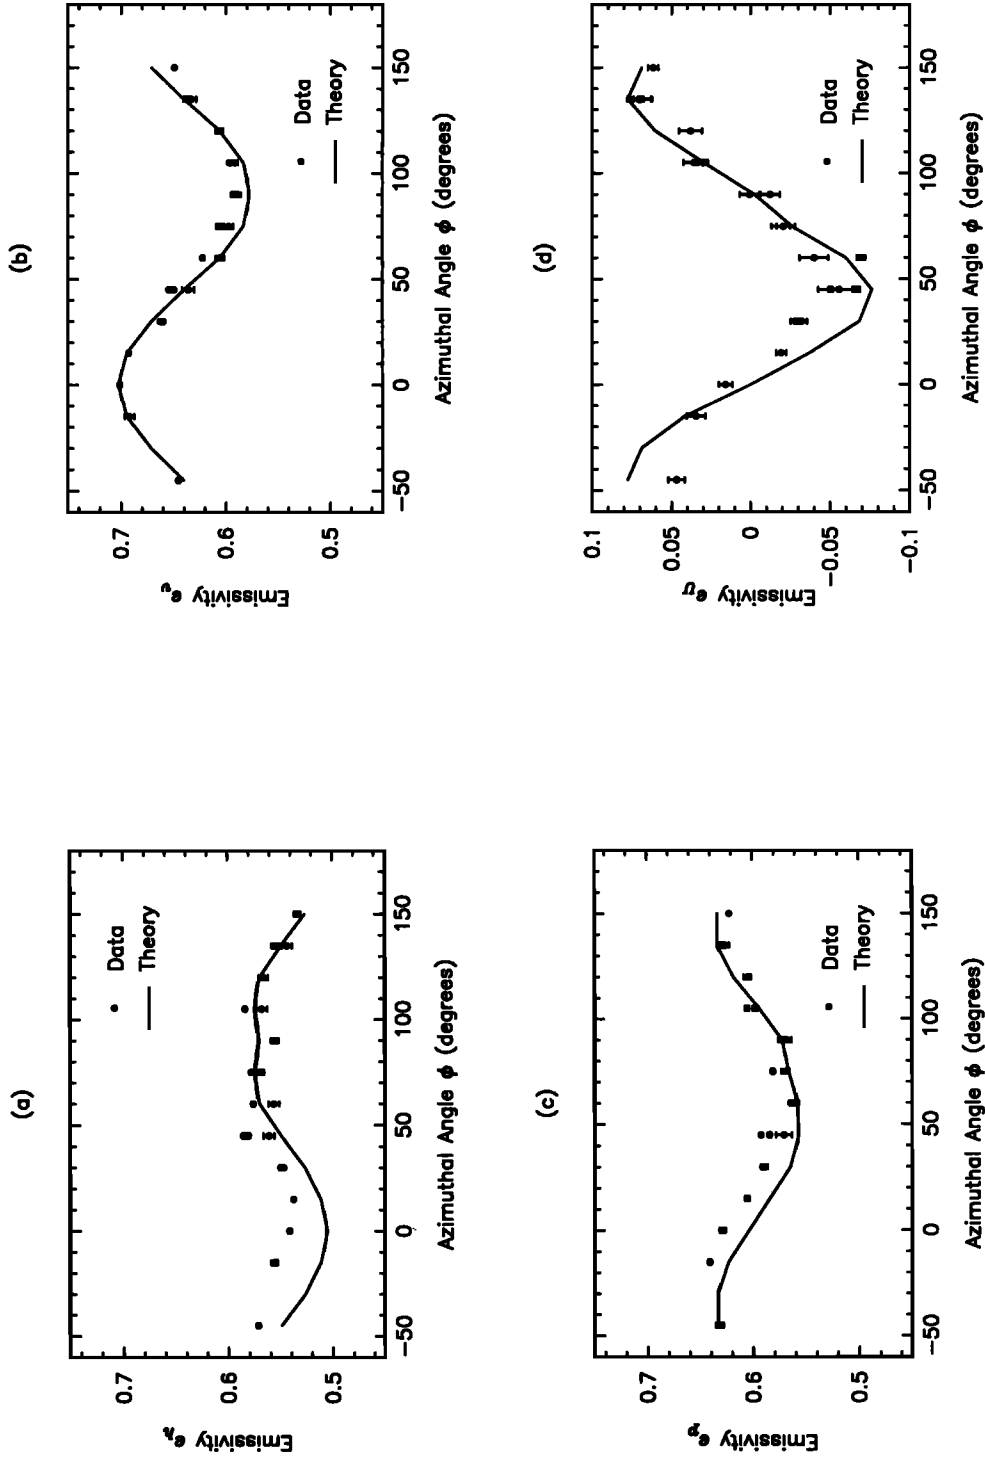 (a)
Emissivity e_h
0.7
0.6
0.5
Data
Theory
−50
0
50
100
150
Azimuthal Angle ϕ (degrees)
(b)
Emissivity e_v
0.7
0.6
0.5
Data
Theory
−50
0
50
100
150
Azimuthal Angle ϕ (degrees)
(c)
Emissivity e_p
0.7
0.6
0.5
Data
Theory
−50
0
50
100
150
Azimuthal Angle ϕ (degrees)
(d)
Emissivity e_U
0.1
0.05
0
−0.05
−0.1
Data
Theory
−50
0
50
100
150
Azimuthal Angle ϕ (degrees)